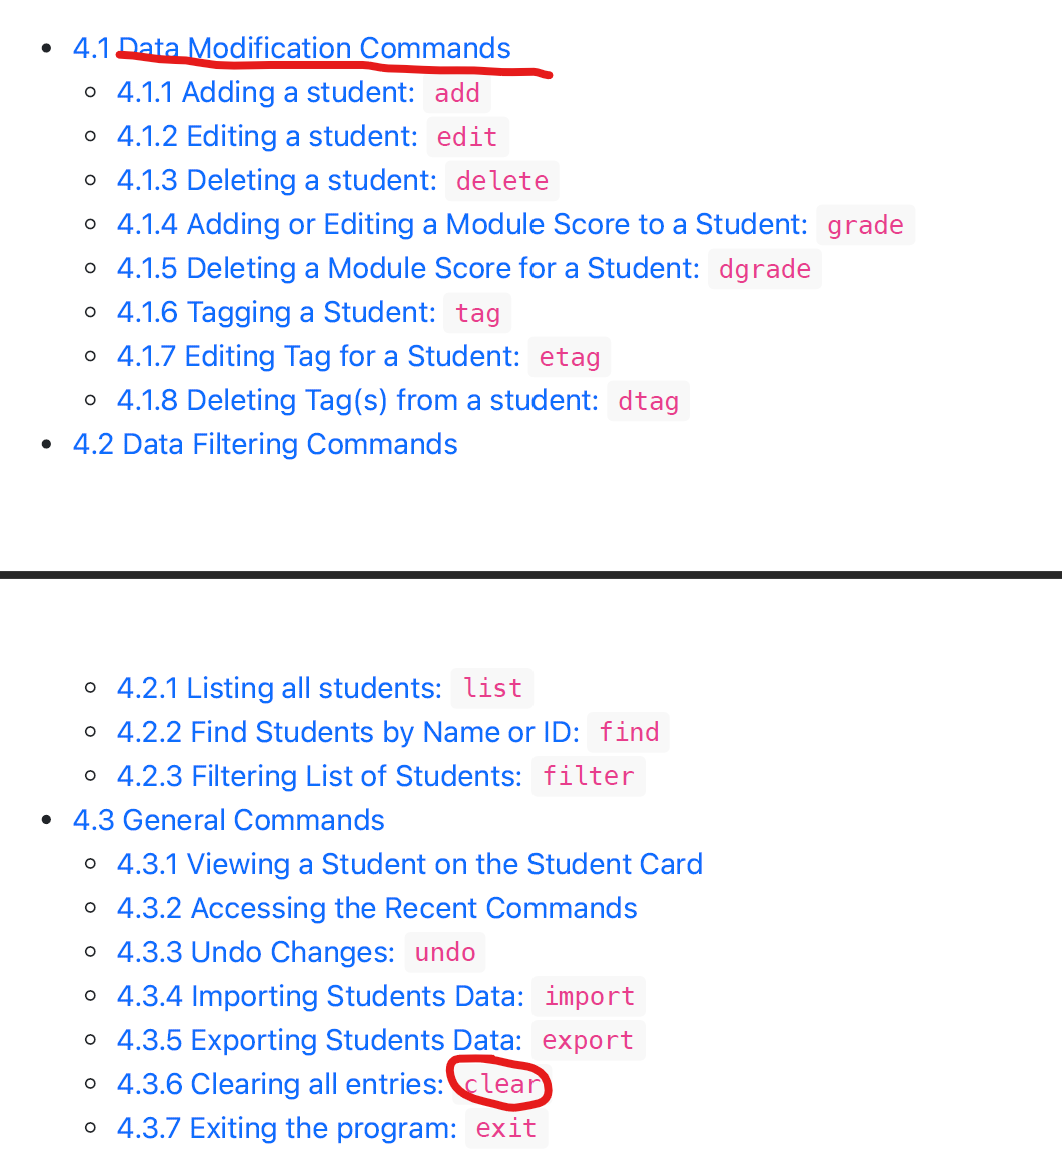 4.1 Data Modification Commands
4.1.1 Adding a student: add
4.1.2 Editing a student: edit
4.1.3 Deleting a student: delete
4.1.4 Adding or Editing a Module Score to a Student: grade
4.1.5 Deleting a Module Score for a Student: dgrade
4.1.6 Tagging a Student: tag
4.1.7 Editing Tag for a Student: etag
4.1.8 Deleting Tag(s) from a student: dtag
4.2 Data Filtering Commands
4.2.1 Listing all students: list
4.2.2 Find Students by Name or ID: find
4.2.3 Filtering List of Students: filter
4.3 General Commands
4.3.1 Viewing a Student on the Student Card
4.3.2 Accessing the Recent Commands
4.3.3 Undo Changes: undo
4.3.4 Importing Students Data: import
4.3.5 Exporting Students Data: export
4.3.6 Clearing all entries: clear
4.3.7 Exiting the program: exit